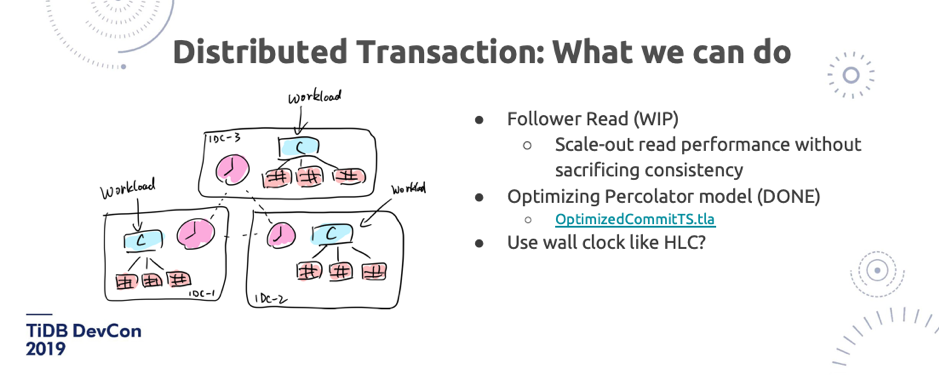 Distributed Transaction: What we can do
workload
IDC-3
C
workload
C
IDC-1
workload
C
IDC-2
● Follower Read (WIP)
○ Scale-out read performance without
sacrificing consistency
● Optimizing Percolator model (DONE)
○ OptimizedCommitTS.tla
● Use wall clock like HLC?
TiDB DevCon
2019